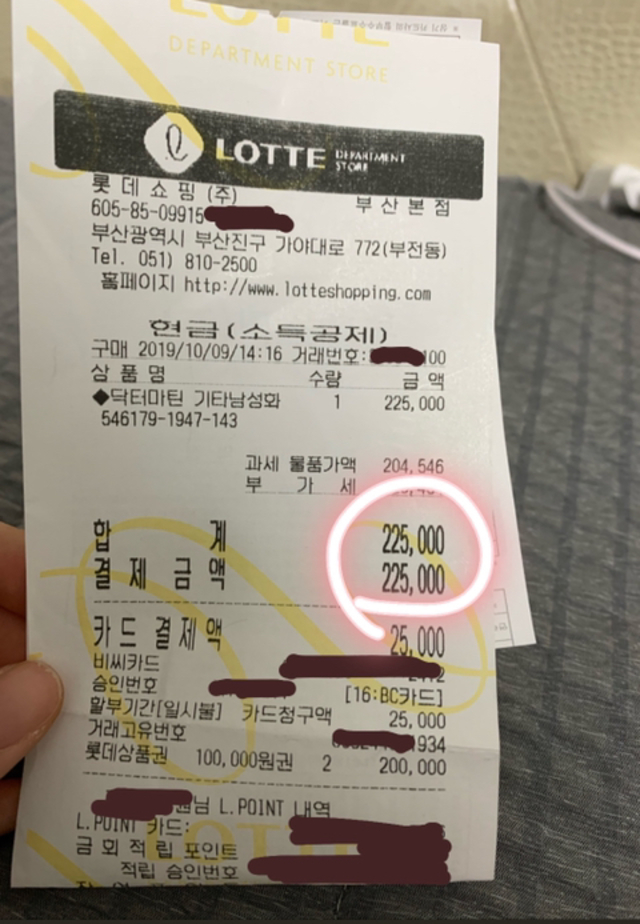 DEPARTMENT STORE
LOTTE DEPARTMENT STORE
롯데쇼핑(주) 부산본점
605-85-09915
부산광역시 부산진구 가야대로 772(부전동)
Tel. 051) 810-2500
홈페이지 http://www.lotteshopping.com
현금(소득공제)
구매 2019/10/09/14:16 거래번호: 100
상품명 수량 금액
◆닥터마틴 기타남성화 1 225,000
546179-1947-143
과세 물품가액 204,546
부 가 세
합 계 225,000
결제금액 225,000
카드결제액 25,000
비씨카드
승인번호 [16:BC카드]
할부기간[일시불] 카드청구액 25,000
거래고유번호 934
롯데상품권 100,000원권 2 200,000
님 L.POINT 내역
L.POINT 카드:
금회적립포인트
적립승인번호